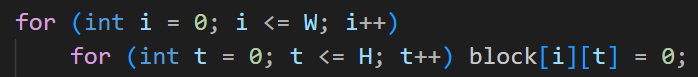 for (int i = 0; i <= W; i++)
    for (int t = 0; t <= H; t++) block[i][t] = 0;